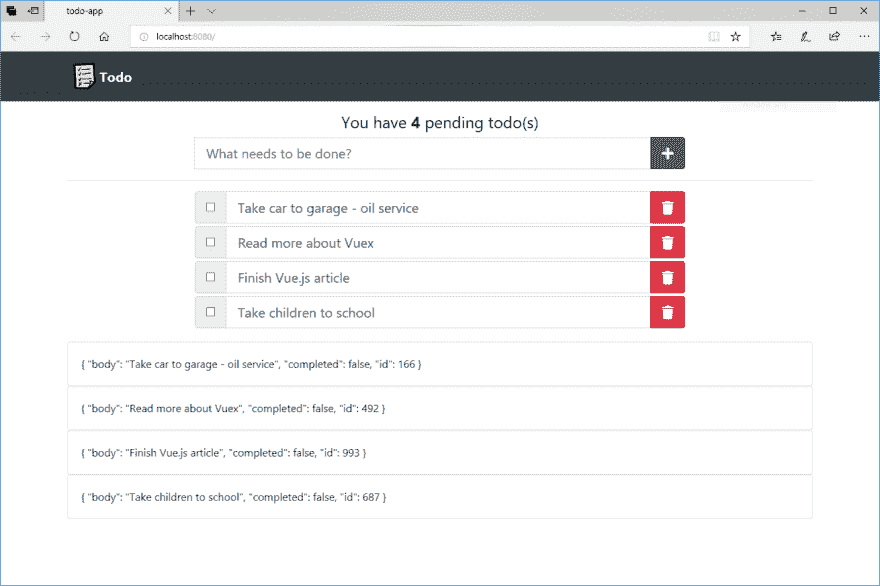 todo-app
localhost:8080/
Todo
You have 4 pending todo(s)
What needs to be done?
Take car to garage - oil service
Read more about Vuex
Finish Vue.js article
Take children to school
{ "body": "Take car to garage - oil service", "completed": false, "id": 166 }
{ "body": "Read more about Vuex", "completed": false, "id": 492 }
{ "body": "Finish Vue.js article", "completed": false, "id": 993 }
{ "body": "Take children to school", "completed": false, "id": 687 }